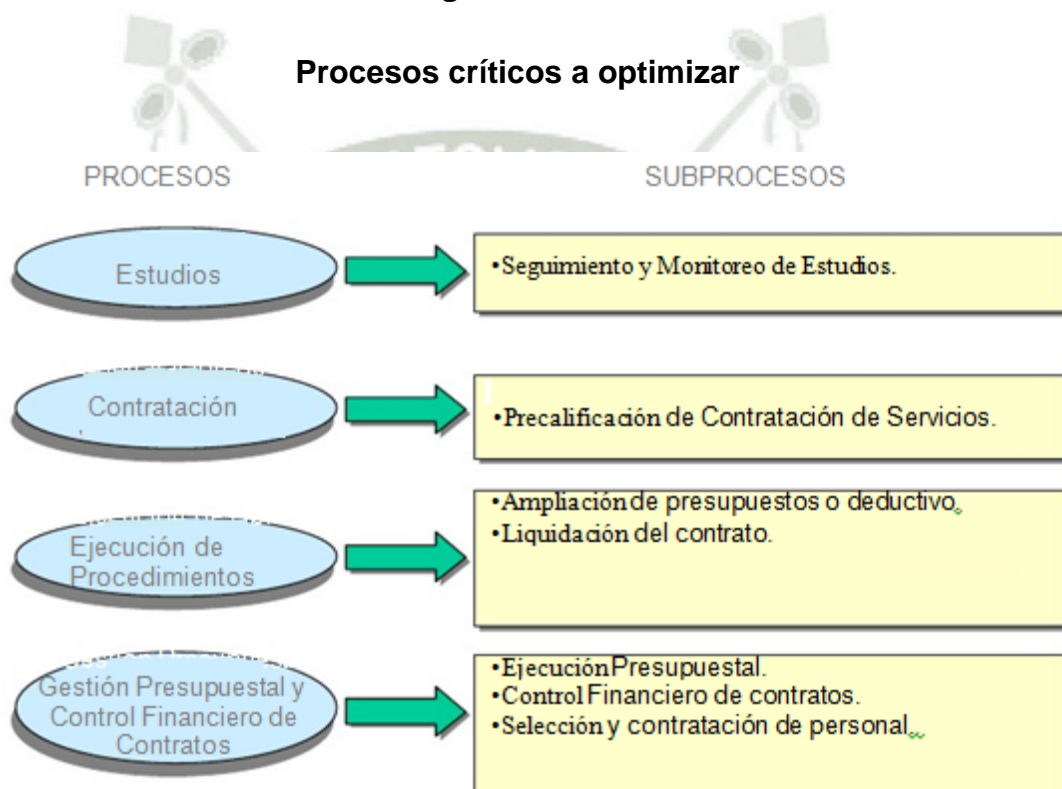 Procesos críticos a optimizar
PROCESOS
SUBPROCESOS
Estudios
•Seguimiento y Monitoreo de Estudios.
Contratación
•Precalificación de Contratación de Servicios.
Ejecución de
Procedimientos
•Ampliación de presupuestos o deductivo.
•Liquidación del contrato.
Gestión Presupuestal y
Control Financiero de
Contratos
•Ejecución Presupuestal.
•Control Financiero de contratos.
•Selección y contratación de personal